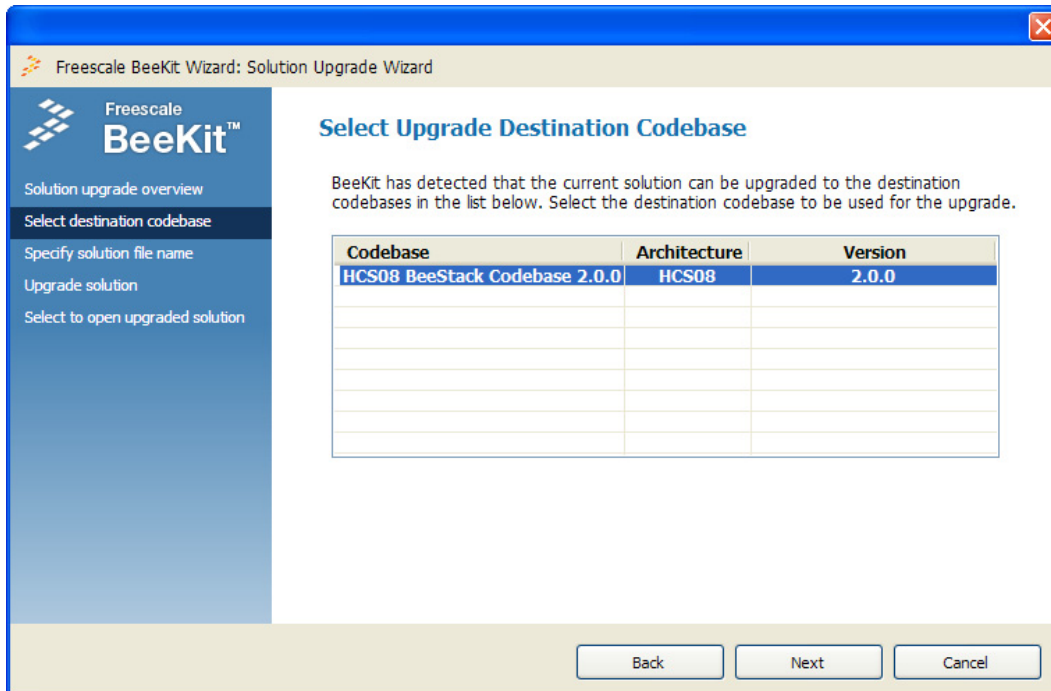 Freescale BeeKit Wizard: Solution Upgrade Wizard
Freescale
BeeKit™
Solution upgrade overview
Select destination codebase
Specify solution file name
Upgrade solution
Select to open upgraded solution
Select Upgrade Destination Codebase
BeeKit has detected that the current solution can be upgraded to the destination
codebases in the list below. Select the destination codebase to be used for the upgrade.
Codebase Architecture Version
HCS08 BeeStack Codebase 2.0.0 HCS08 2.0.0
Back Next Cancel